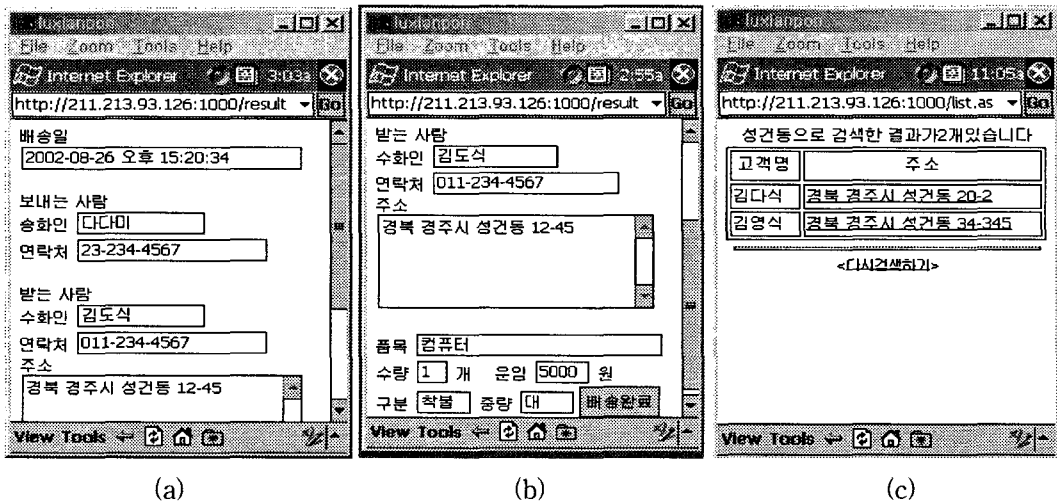 File Zoom Tools Help
Internet Explorer 3:03a
http://211.213.93.126:1000/result Go
배송일
2002-08-26 오후 15:20:34
보내는 사람
송화인 다다미
연락처 23-234-4567
받는 사람
수화인 김도식
연락처 011-234-4567
주소
경북 경주시 성건동 12-45
View Tools
(a)
File Zoom Tools Help
Internet Explorer 2:55a
http://211.213.93.126:1000/result Go
받는 사람
수화인 김도식
연락처 011-234-4567
주소
경북 경주시 성건동 12-45
품목 컴퓨터
수량 1 개 운임 5000 원
구분 착불 중량 대 배송완료
View Tools
(b)
File Zoom Tools Help
Internet Explorer 11:05a
http://211.213.93.126:1000/list.as Go
성건동으로 검색한 결과가2개있습니다
고객명 주소
김다식 경북 경주시 성건동 20-2
김영식 경북 경주시 성건동 34-345
<다시검색하기>
View Tools
(c)